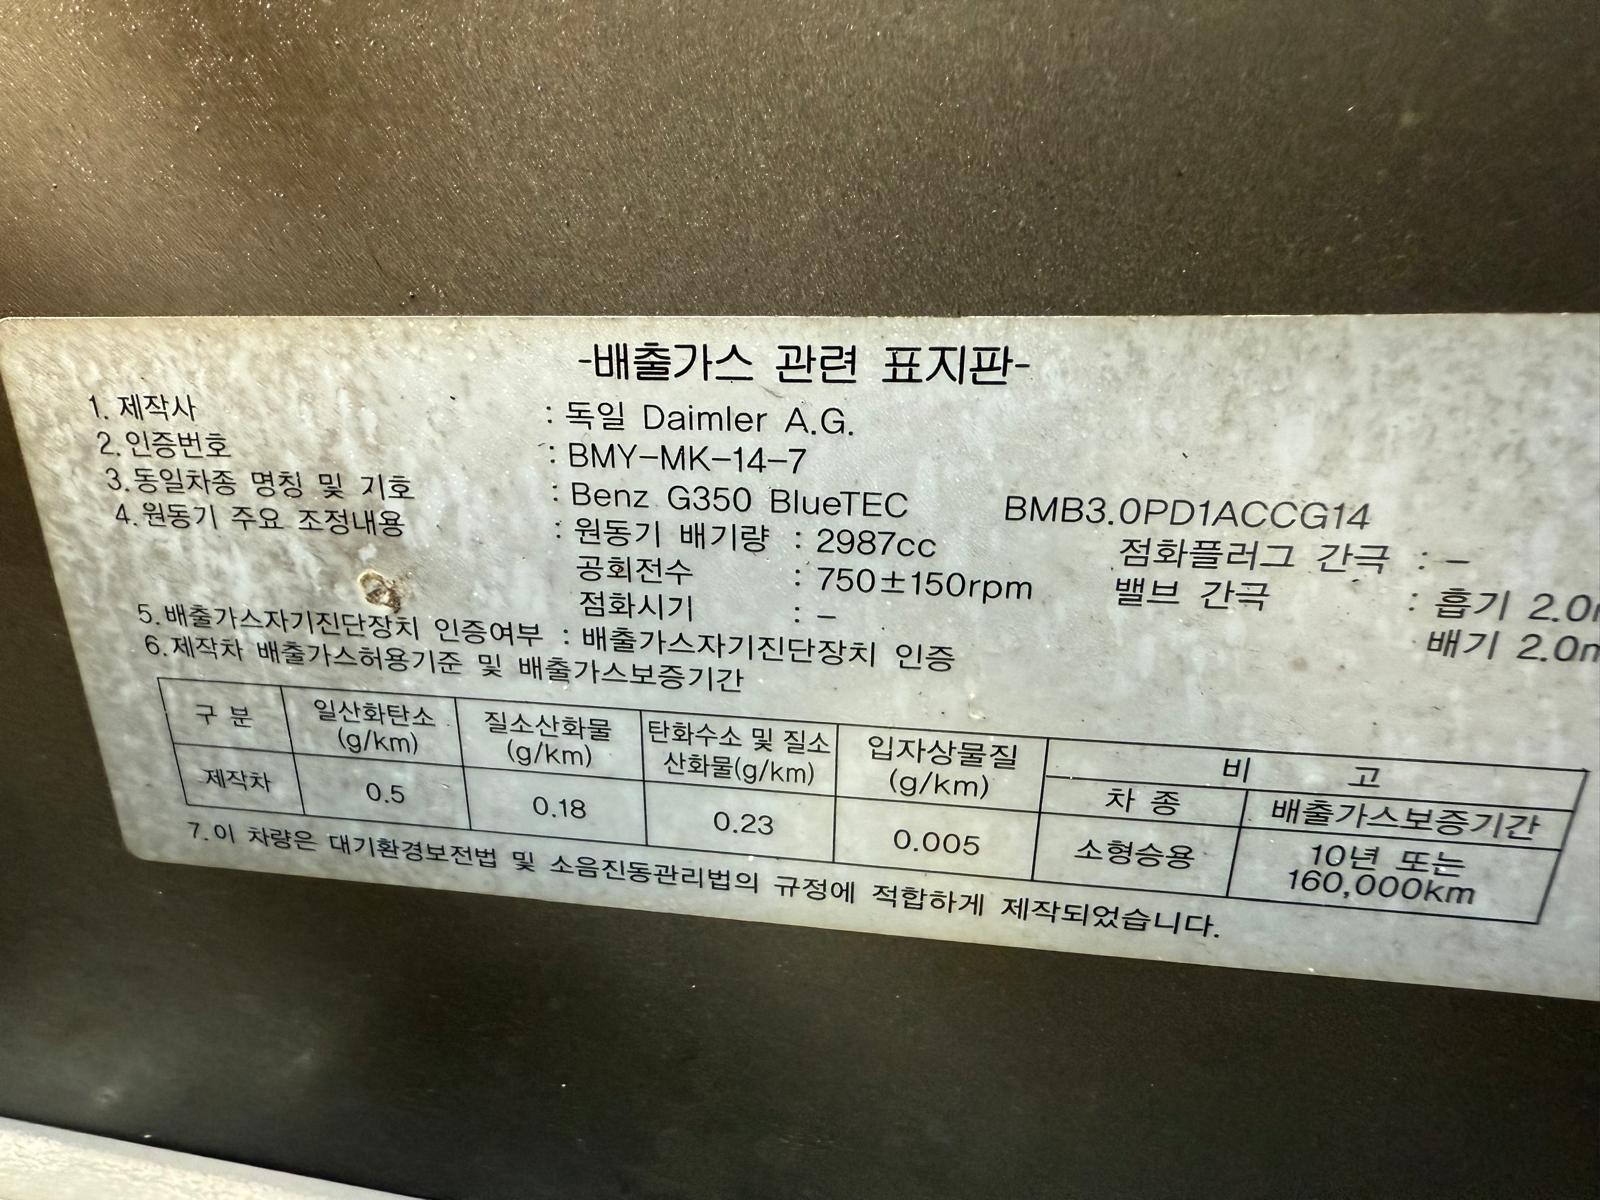 -배출가스 관련 표지판-
1. 제작사 : 독일 Daimler A.G.
2. 인증번호 : BMY-MK-14-7
3. 동일차종 명칭 및 기호 : Benz G350 BlueTEC BMB3.0PD1ACCG14
4. 원동기 주요 조정내용 : 원동기 배기량 : 2987cc 점화플러그 간극 : -
공회전수 : 750±150rpm 밸브 간극 : 흡기 2.0
점화시기 : - 배기 2.0
5. 배출가스자기진단장치 인증여부 : 배출가스자기진단장치 인증
6. 제작차 배출가스허용기준 및 배출가스보증기간
구 분 일산화탄소 (g/km) 질소산화물 (g/km) 탄화수소 및 질소산화물(g/km) 입자상물질 (g/km) 비 고
차 종 배출가스보증기간
제작차 0.5 0.18 0.23 0.005 소형승용 10년 또는 160,000km
7. 이 차량은 대기환경보전법 및 소음진동관리법의 규정에 적합하게 제작되었습니다.